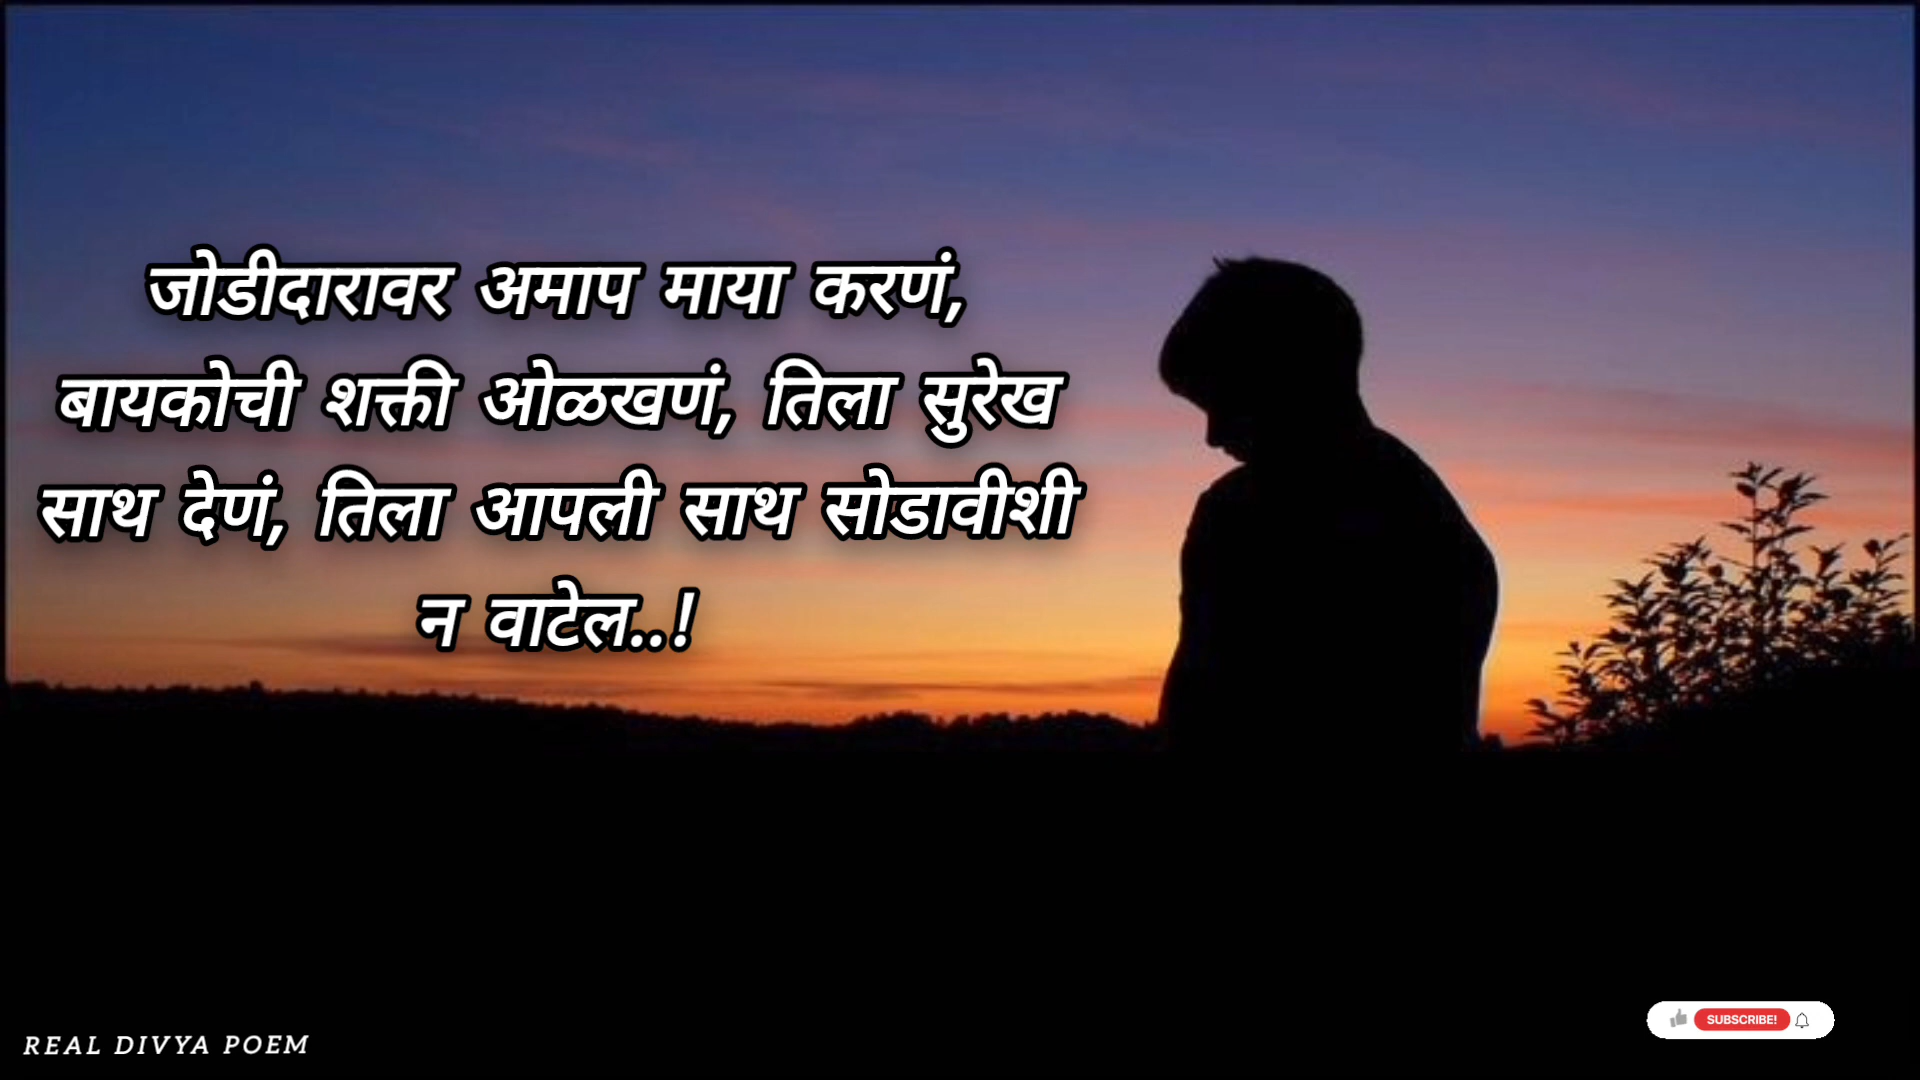 जोडीदारावर अमाप माया करणं,
बायकोची शक्ती ओळखणं, तिला सुरेख
साथ देणं, तिला आपली साथ सोडावीशी
न वाटेल..!
REAL DIVYA POEM
SUBSCRIBE!